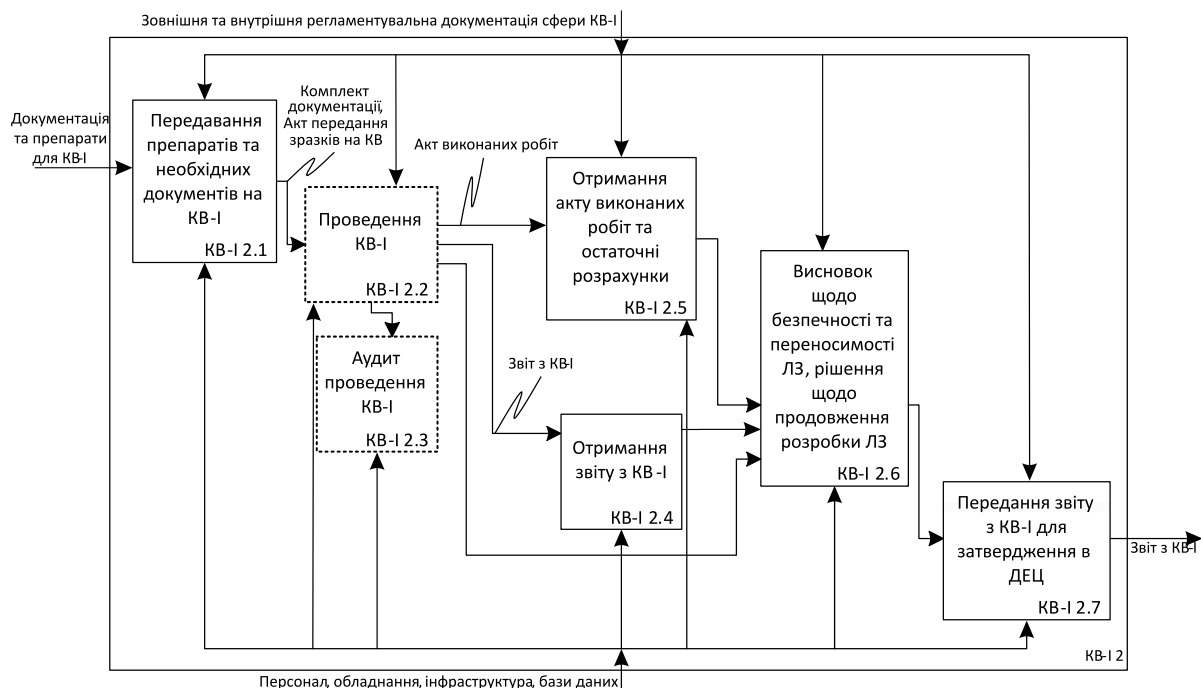 Зовнішня та внутрішня регламентувальна документація сфери КВ-І
Документація
та препарати
для КВ-І
Передавання
препаратів та
необхідних
документів на
КВ-І
КВ-І 2.1
Комплект
документації,
Акт передання
зразків на КВ
Акт виконаних робіт
Проведення
КВ-І
КВ-І 2.2
Аудит
проведення
КВ-І
КВ-І 2.3
Отримання
акту виконаних
робіт та
остаточні
розрахунки
КВ-І 2.5
Звіт з КВ-І
Отримання
звіту з КВ -І
КВ-І 2.4
Висновок
щодо
безпечності та
переносимості
ЛЗ, рішення
щодо
продовження
розробки ЛЗ
КВ-І 2.6
Передання звіту
з КВ-І для
затвердження в
ДЕЦ
КВ-І 2.7
Звіт з КВ-І
КВ-І 2
Персонал, обладнання, інфраструктура, бази даних